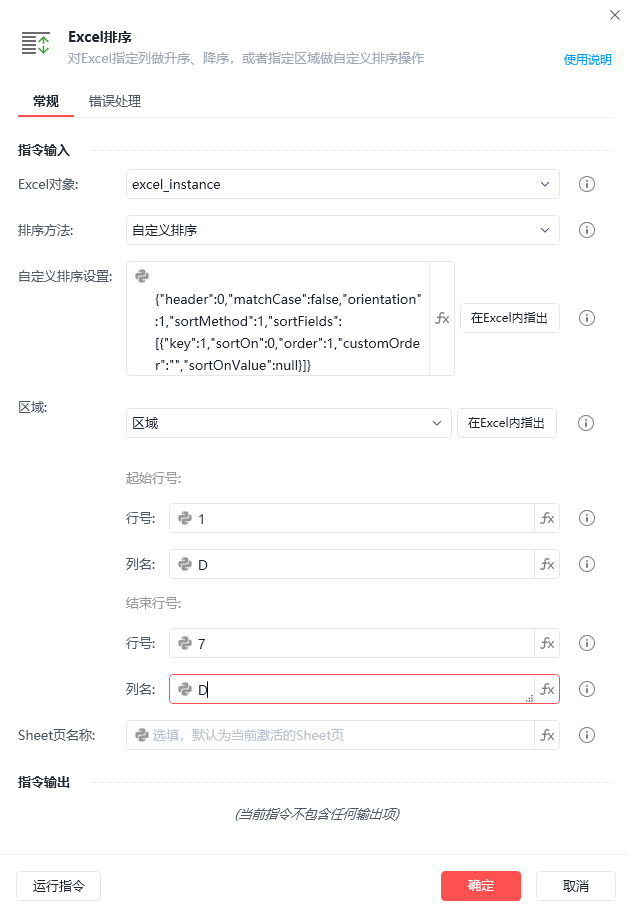 Excel排序
对Excel指定列做升序、降序，或者指定区域做自定义排序操作
使用说明
常规 错误处理
指令输入
Excel对象: excel_instance
排序方法: 自定义排序
自定义排序设置:
{"header":0,"matchCase":false,"orientation"
:1,"sortMethod":1,"sortFields":
[{"key":1,"sortOn":0,"order":1,"customOrde
r":"","sortOnValue":null}]}
fx 在Excel内指出
区域:
区域 在Excel内指出
起始行号:
行号: 1 fx
列名: D fx
结束行号:
行号: 7 fx
列名: D fx
Sheet页名称: 选填，默认为当前激活的Sheet页 fx
指令输出
(当前指令不包含任何输出项)
运行指令 确定 取消